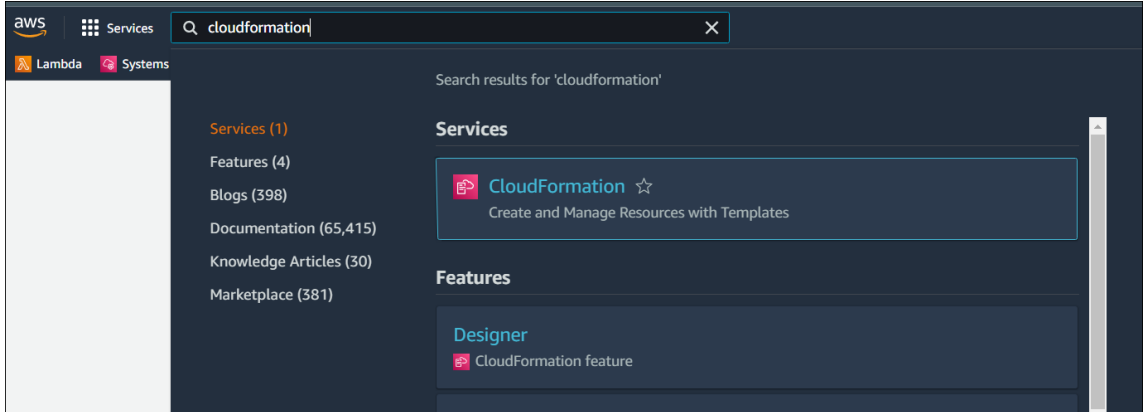 aws
Services
cloudformation
Lambda
Systems
Search results for 'cloudformation'
Services (1)
Features (4)
Blogs (398)
Documentation (65,415)
Knowledge Articles (30)
Marketplace (381)
Services
CloudFormation
Create and Manage Resources with Templates
Features
Designer
CloudFormation feature